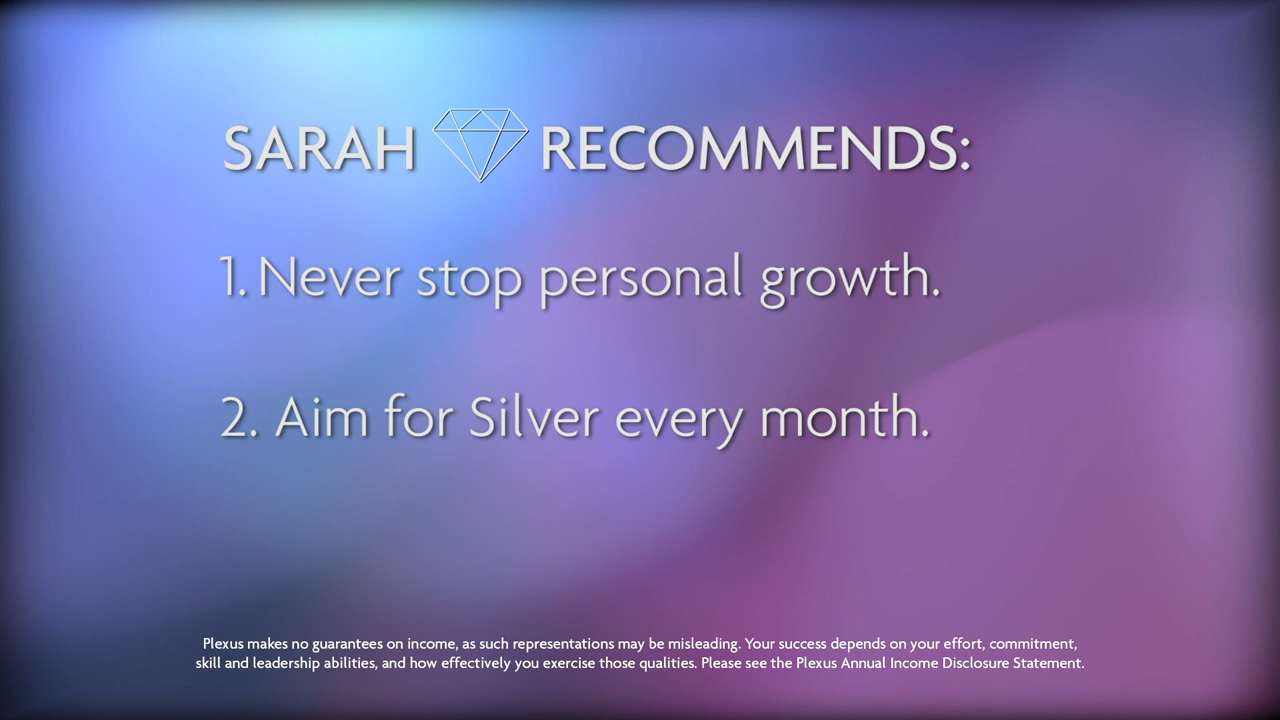 SARAH RECOMMENDS:
1. Never stop personal growth.
2. Aim for Silver every month.
Plexus makes no guarantees on income, as such representations may be misleading. Your success depends on your effort, commitment,
skill and leadership abilities, and how effectively you exercise those qualities. Please see the Plexus Annual Income Disclosure Statement.